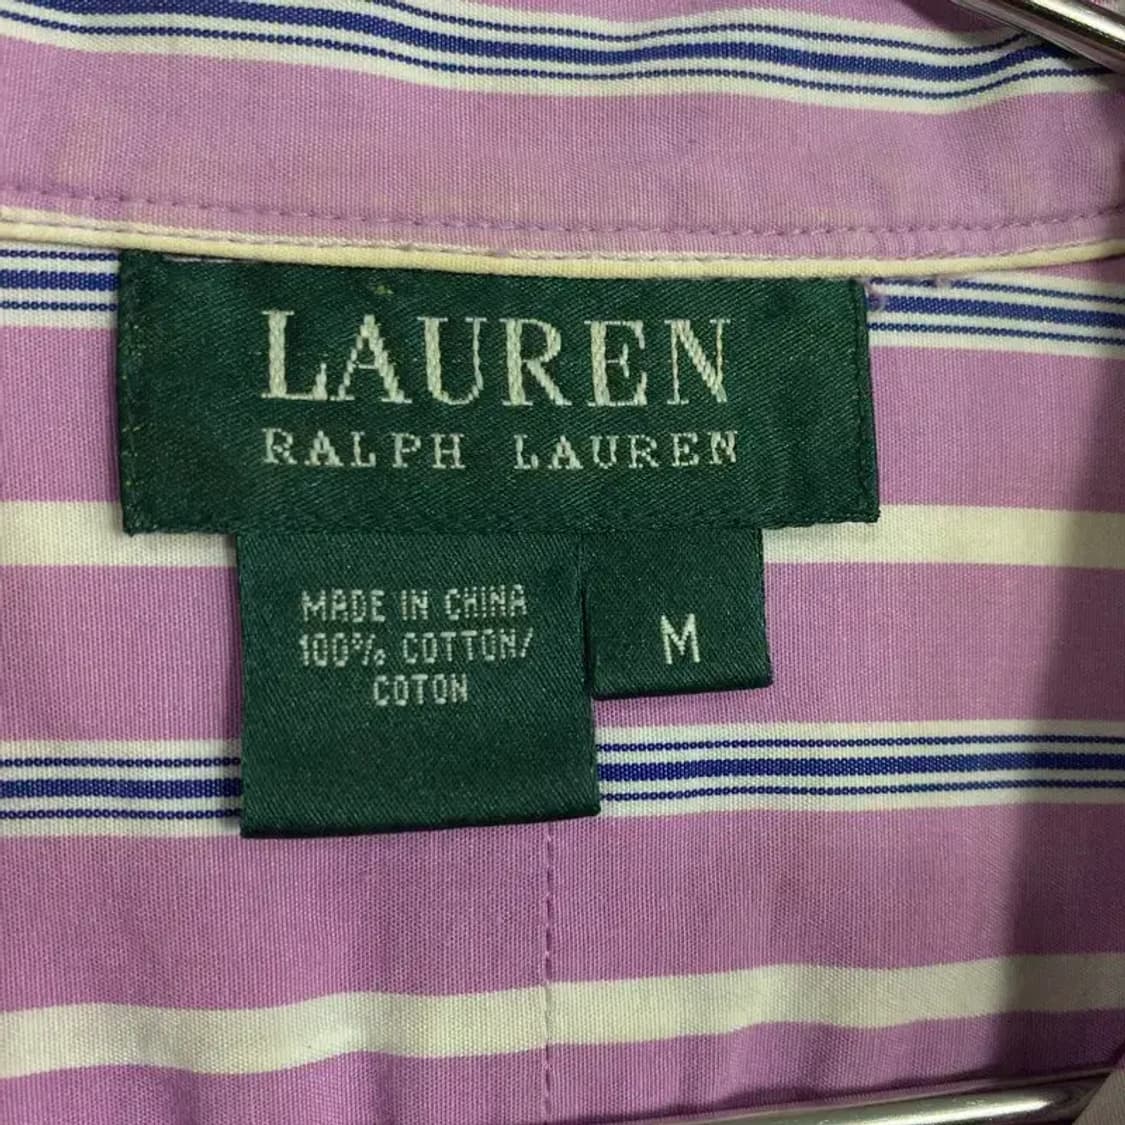 LAUREN
RALPH LAUREN
MADE IN CHINA
100% COTTON/
COTON
M